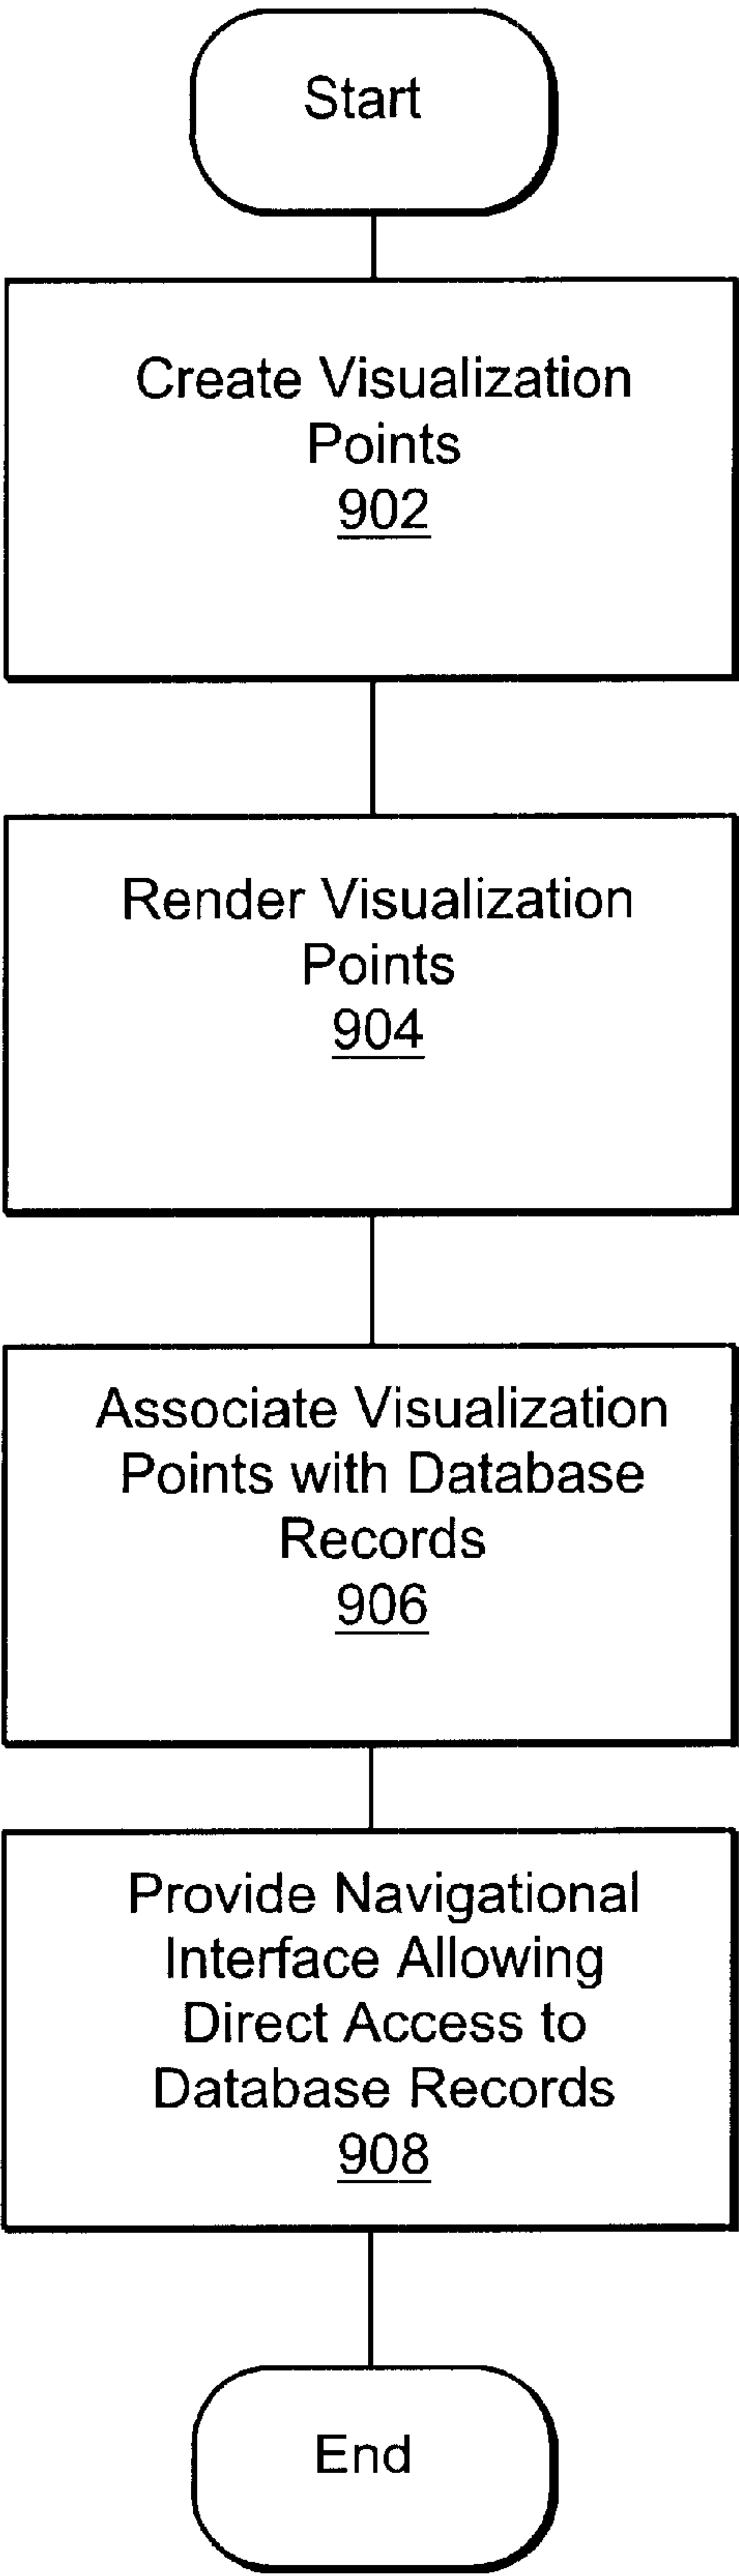 Start
Create Visualization
Points
902
Render Visualization
Points
904
Associate Visualization
Points with Database
Records
906
Provide Navigational
Interface Allowing
Direct Access to
Database Records
908
End